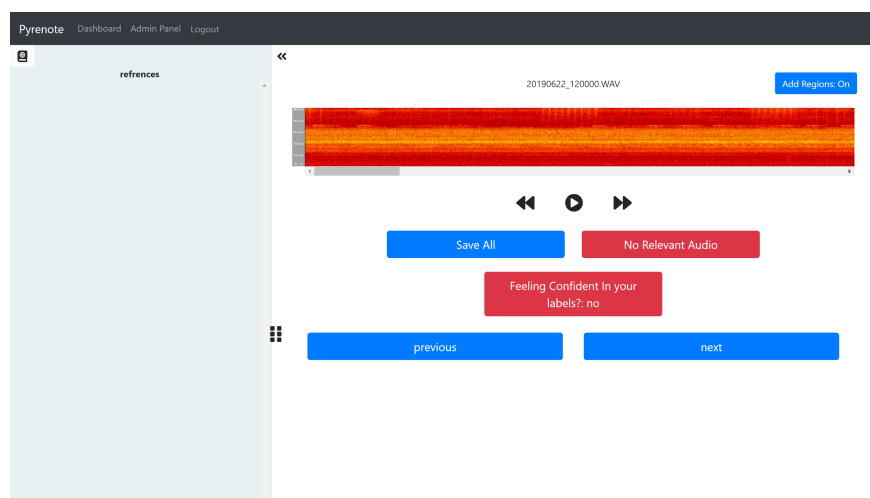 Pyrenote Dashboard Admin Panel Logout
refrences
20190622_120000.WAV
Add Regions: On
Save All
No Relevant Audio
Feeling Confident In your
labels?: no
previous
next